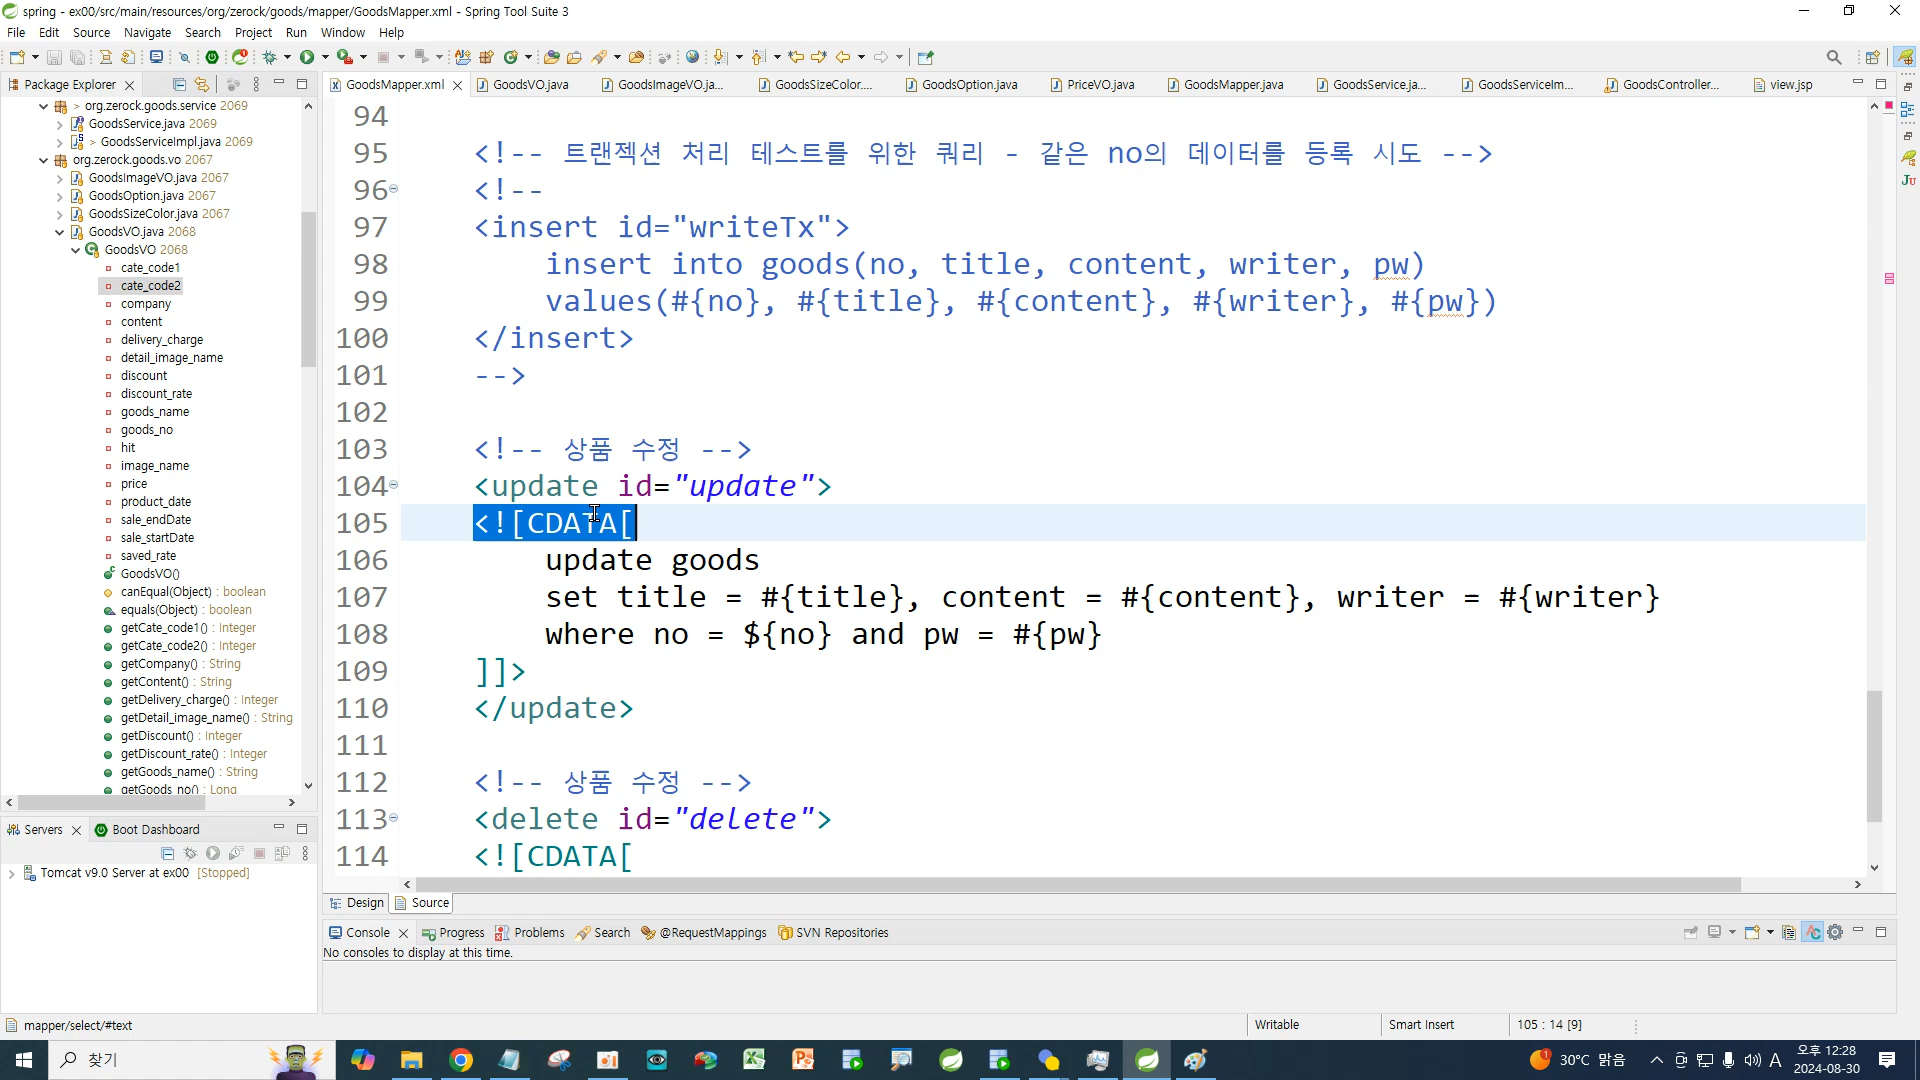 spring - ex00/src/main/resources/org/zerock/goods/mapper/GoodsMapper.xml - Spring Tool Suite 3
File Edit Source Navigate Search Project Run Window Help
Package Explorer
> org.zerock.goods.service 2069
GoodsService.java 2069
> GoodsServiceImpl.java 2069
org.zerock.goods.vo 2067
GoodsImageVO.java 2067
GoodsOption.java 2067
GoodsSizeColor.java 2067
GoodsVO.java 2068
GoodsVO 2068
cate_code1
cate_code2
company
content
delivery_charge
detail_image_name
discount
discount_rate
goods_name
goods_no
hit
image_name
price
product_date
sale_endDate
sale_startDate
saved_rate
GoodsVO()
canEqual(Object) : boolean
equals(Object) : boolean
getCate_code1() : Integer
getCate_code2() : Integer
getCompany() : String
getContent() : String
getDelivery_charge() : Integer
getDetail_image_name() : String
getDiscount() : Integer
getDiscount_rate() : Integer
getGoods_name() : String
getGoods_no() : Long
Servers Boot Dashboard
Tomcat v9.0 Server at ex00 [Stopped]
GoodsMapper.xml GoodsVO.java GoodsImageVO.ja... GoodsSizeColor.... GoodsOption.java PriceVO.java GoodsMapper.java GoodsService.ja... GoodsServiceIm... GoodsController... view.jsp
94
95 <!-- 트랜젝션 처리 테스트를 위한 쿼리 - 같은 no의 데이터를 등록 시도 -->
96 <!--
97 <insert id="writeTx">
98 insert into goods(no, title, content, writer, pw)
99 values(#{no}, #{title}, #{content}, #{writer}, #{pw})
100 </insert>
101 -->
102
103 <!-- 상품 수정 -->
104 <update id="update">
105 <![CDATA[
106 update goods
107 set title = #{title}, content = #{content}, writer = #{writer}
108 where no = ${no} and pw = #{pw}
109 ]]>
110 </update>
111
112 <!-- 상품 수정 -->
113 <delete id="delete">
114 <![CDATA[
Design Source
Console Progress Problems Search @RequestMappings SVN Repositories
No consoles to display at this time.
mapper/select/#text Writable Smart Insert 105 : 14 [9]
찾기 30°C 맑음 A 오후 12:28
2024-08-30